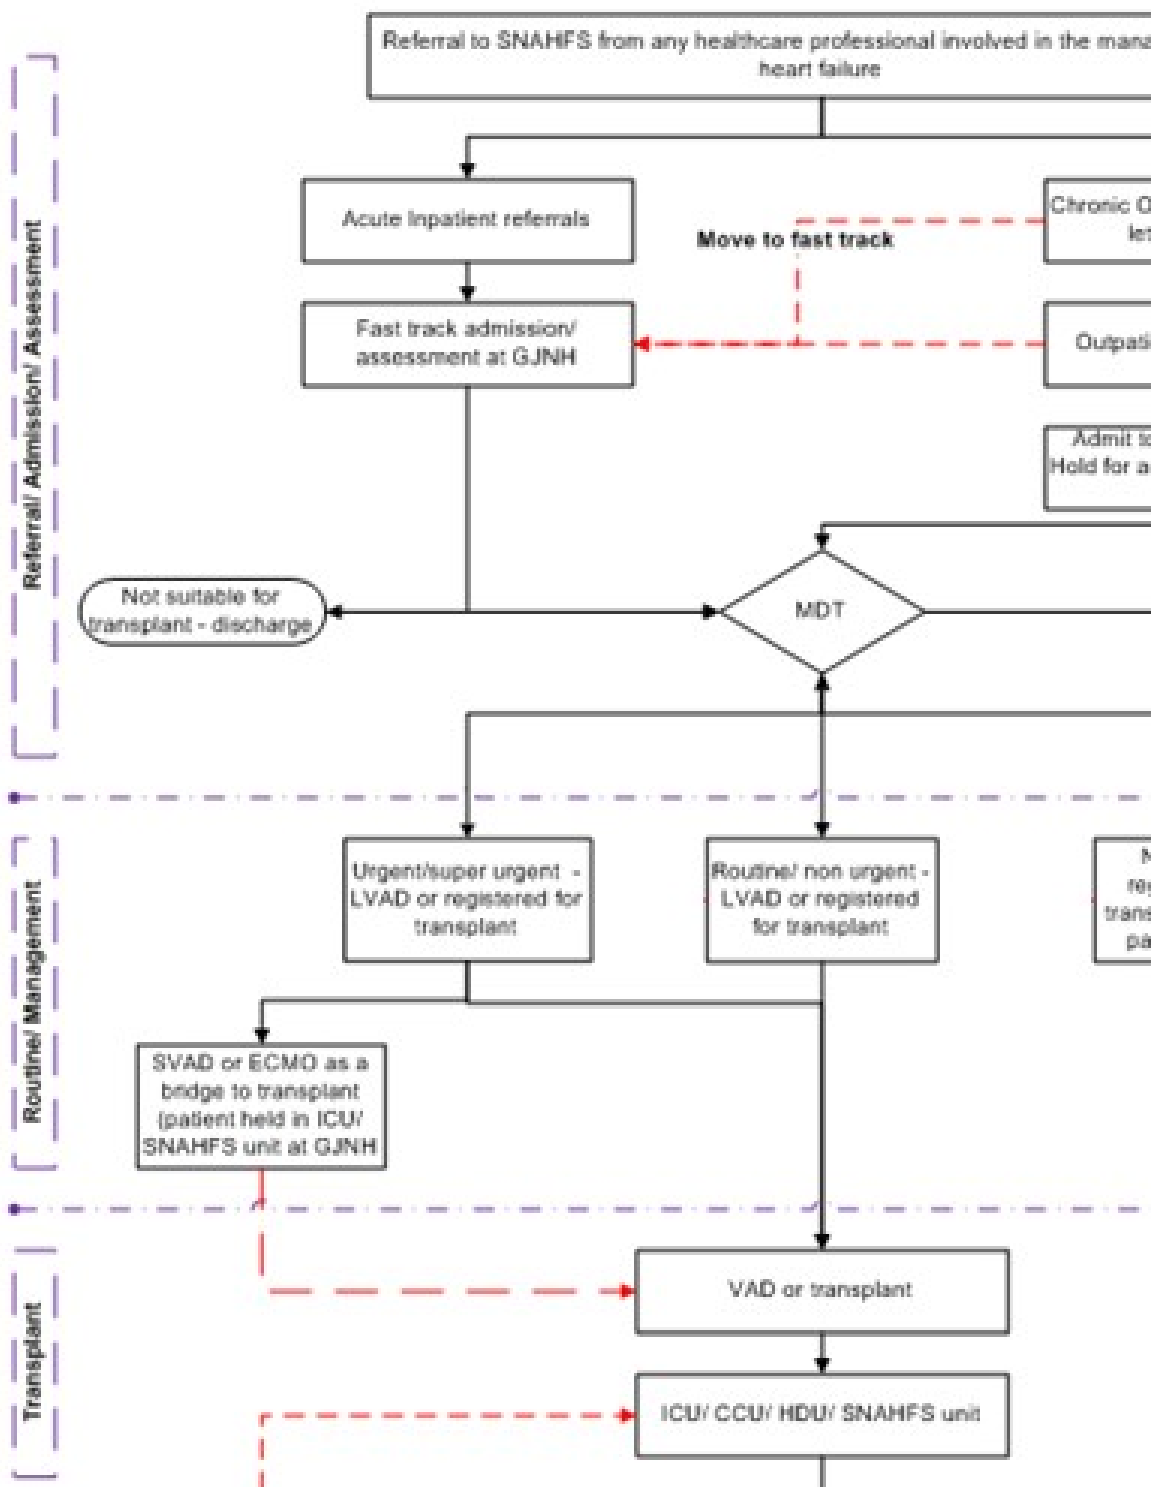 Referral to SNAHFS from any healthcare professional involved in the
heart failure
Referral/ Admission/ Assessment
Acute Inpatient referrals
Chronic
Move to fast track
Fast track admission/
assessment at GJNH
Admit
Hold for
Not suitable for
transplant - discharge
MDT
Routine/ Management
Urgent/super urgent -
LVAD or registered for
transplant
Routine/ non urgent -
LVAD or registered
for transplant
SVAD or ECMO as a
bridge to transplant
(patient held in ICU/
SNAHFS unit at GJNH
Transplant
VAD or transplant
ICU/ CCU/ HDU/ SNAHFS unit